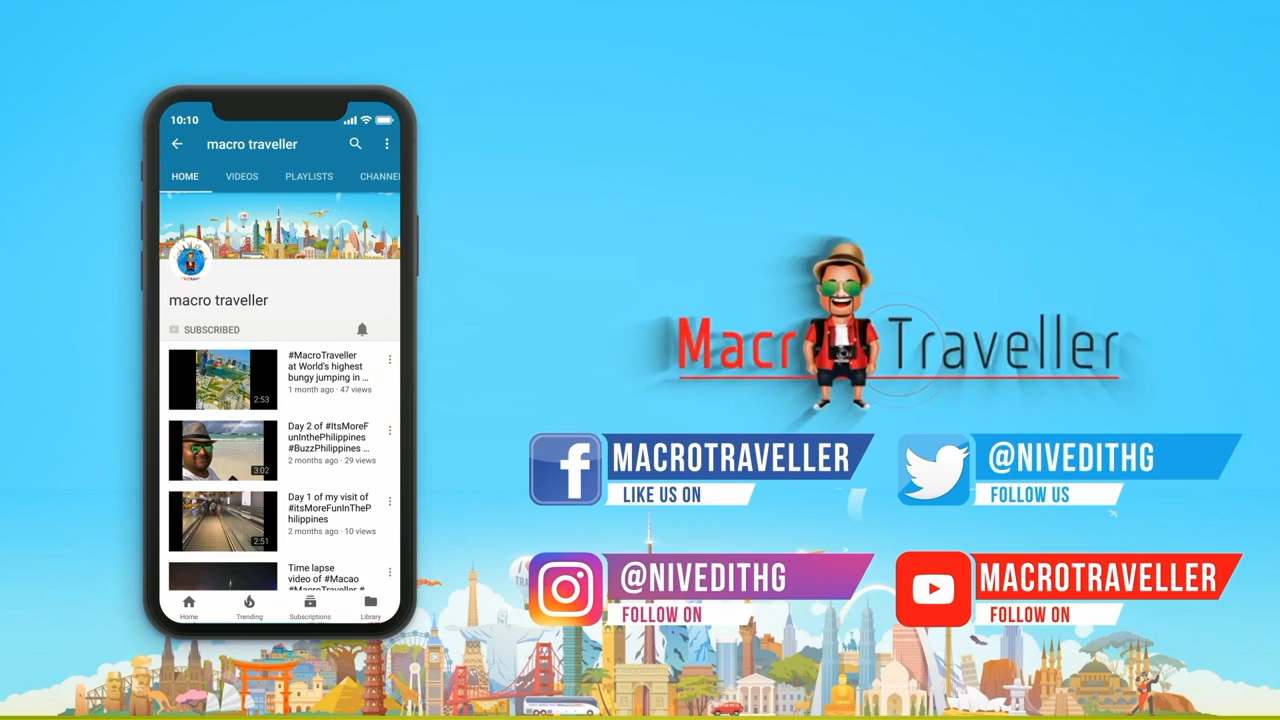 10:10
macro traveller
HOME VIDEOS PLAYLISTS CHANNEL
macro traveller
SUBSCRIBED
#MacroTraveller
at World's highest
bungy jumping in ...
1 month ago · 47 views
2:53
Day 2 of #ItsMoreF
unInthePhilippines
#BuzzPhilippines ...
2 months ago · 29 views
3:02
Day 1 of my visit of
#itsMoreFunInTheP
hilippines
2 months ago · 10 views
2:51
Time lapse
video of #Macao
#MacroTraveller #
Home Trending Subscriptions Library
Macro Traveller
MACROTRAVELLER
LIKE US ON
@NIVEDITHG
FOLLOW US
@NIVEDITHG
FOLLOW ON
MACROTRAVELLER
FOLLOW ON